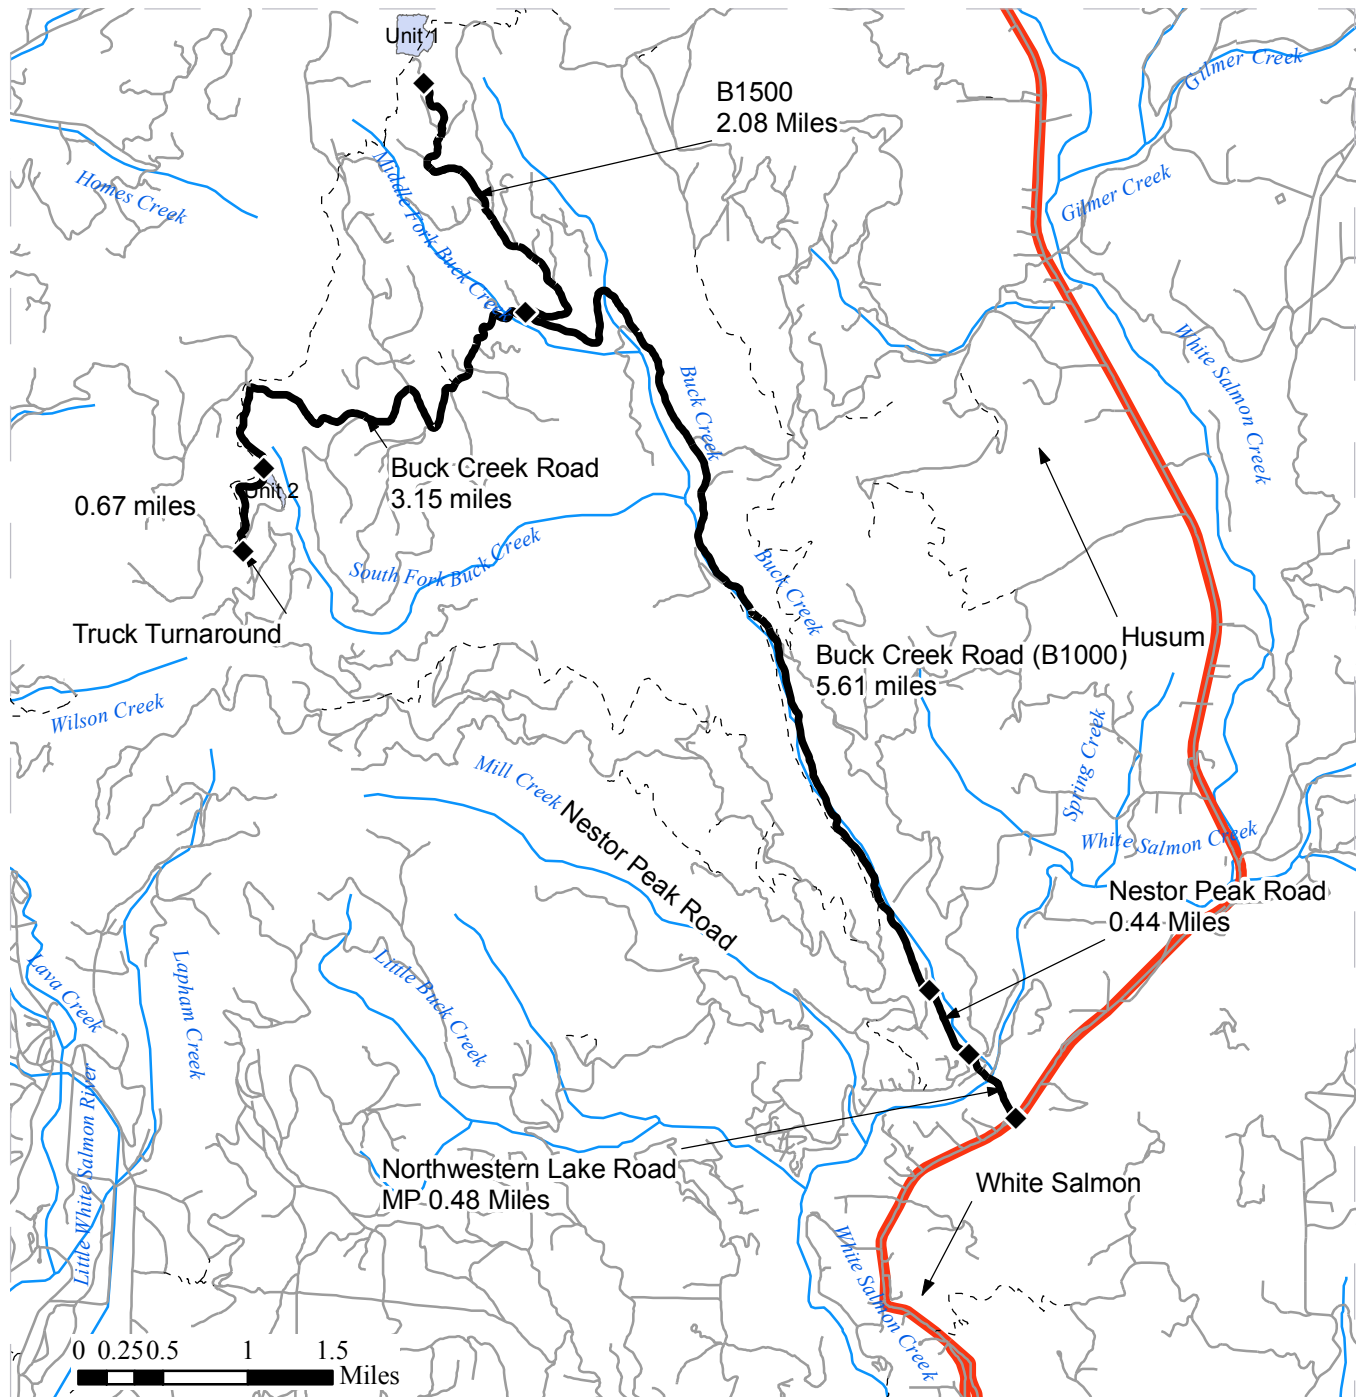 Unit 1
Gilmer Creek
B1500
2.08 Miles
Homes Creek
Middle Fork Buck Creek
Gilmer Creek
White Salmon Creek
Buck Creek
Buck Creek Road
3.15 miles
Unit 2
0.67 miles
South Fork Buck Creek
Buck Creek
Truck Turnaround
Husum
Buck Creek Road (B1000)
5.61 miles
Wilson Creek
Spring Creek
Mill Creek
Nestor Peak Road
White Salmon Creek
Nestor Peak Road
0.44 Miles
Lava Creek
Lapham Creek
Little Buck Creek
Little White Salmon River
Northwestern Lake Road
MP 0.48 Miles
White Salmon
White Salmon Creek
0 0.25 0.5 1 1.5
Miles